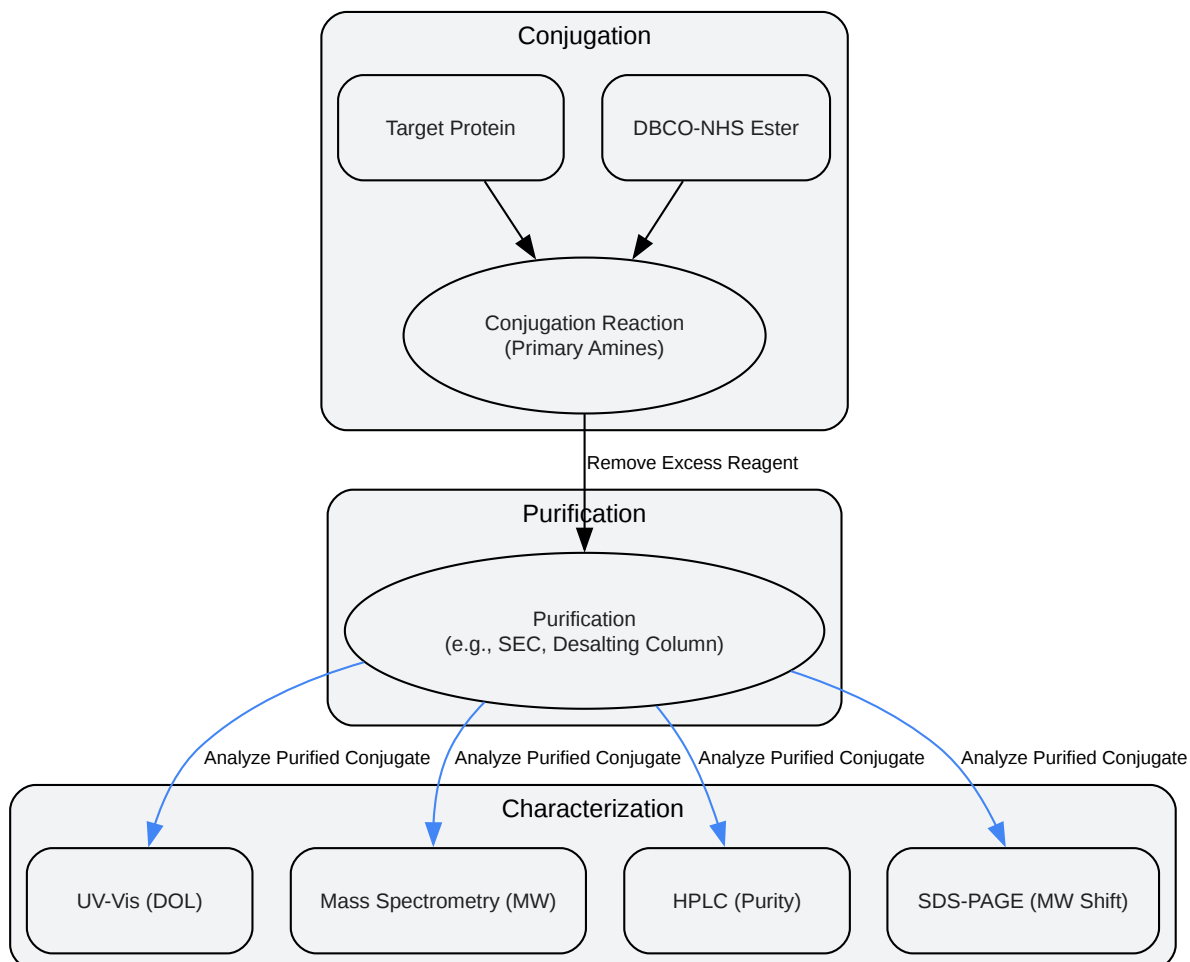 Conjugation
Target Protein
DBCO-NHS Ester
Conjugation Reaction
(Primary Amines)
Remove Excess Reagent
Purification
Purification
(e.g., SEC, Desalting Column)
Analyze Purified Conjugate
Analyze Purified Conjugate
Analyze Purified Conjugate
Analyze Purified Conjugate
Characterization
UV-Vis (DOL)
Mass Spectrometry (MW)
HPLC (Purity)
SDS-PAGE (MW Shift)